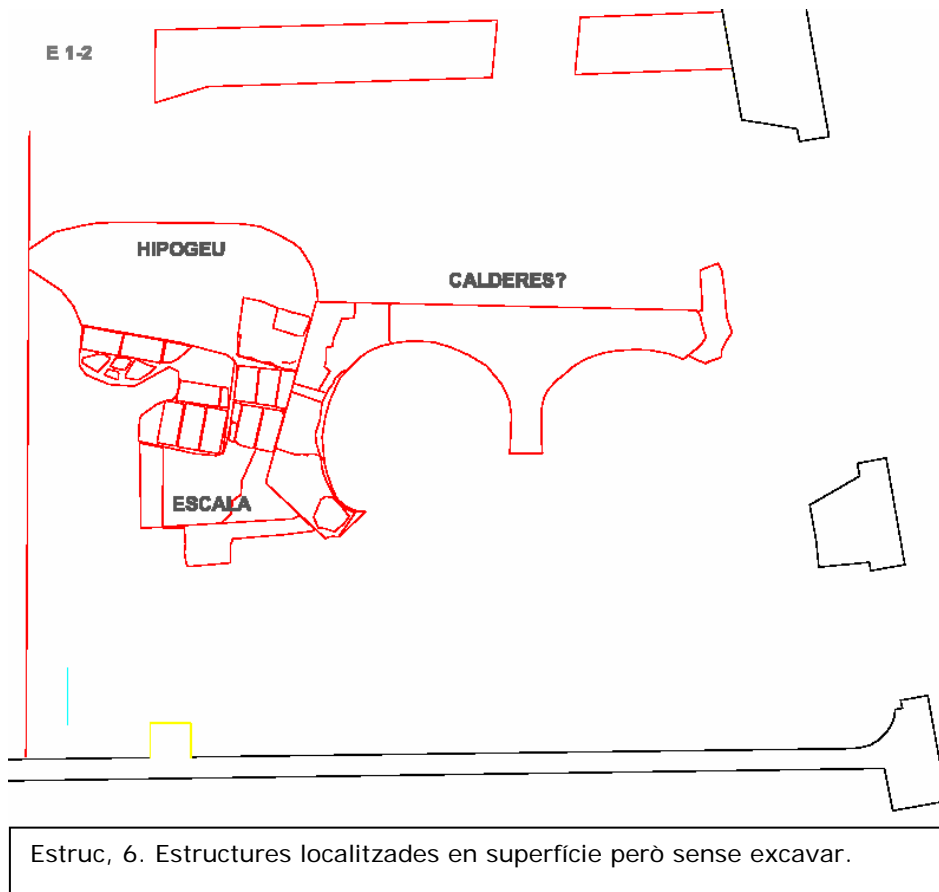 E 1-2
HIPOGEU
CALDERES?
ESCALA
Estruc, 6. Estructures localitzades en superfície però sense excavar.